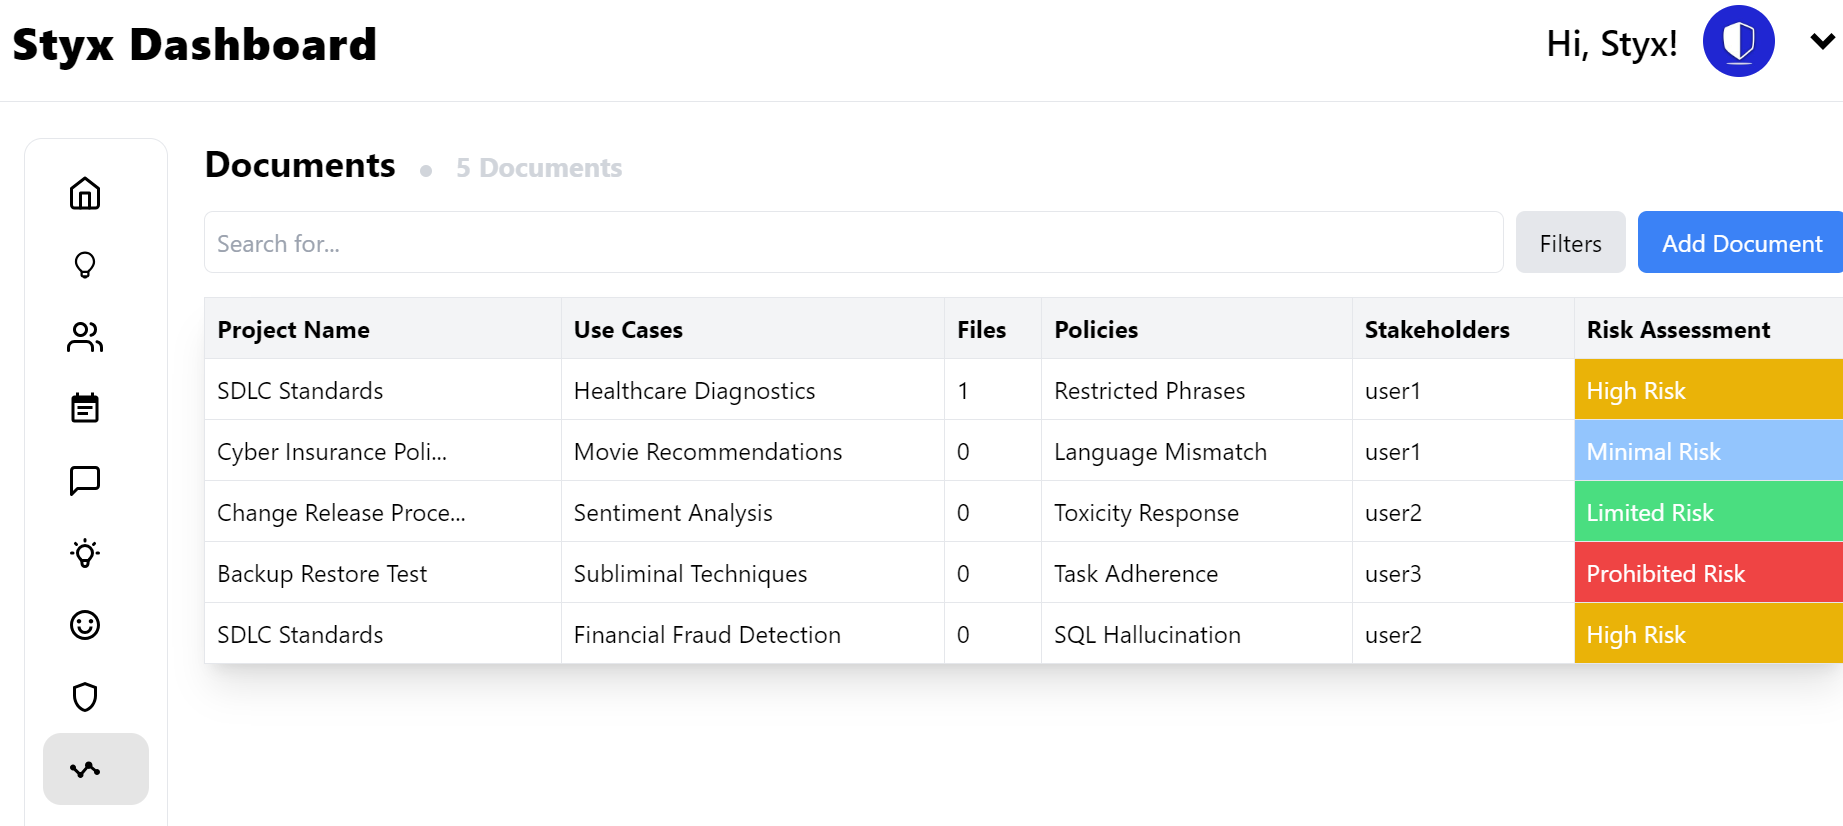 Styx Dashboard
Hi, Styx!
Documents • 5 Documents
Search for...
Filters
Add Document
Project Name Use Cases Files Policies Stakeholders Risk Assessment
SDLC Standards Healthcare Diagnostics 1 Restricted Phrases user1 High Risk
Cyber Insurance Poli... Movie Recommendations 0 Language Mismatch user1 Minimal Risk
Change Release Proce... Sentiment Analysis 0 Toxicity Response user2 Limited Risk
Backup Restore Test Subliminal Techniques 0 Task Adherence user3 Prohibited Risk
SDLC Standards Financial Fraud Detection 0 SQL Hallucination user2 High Risk